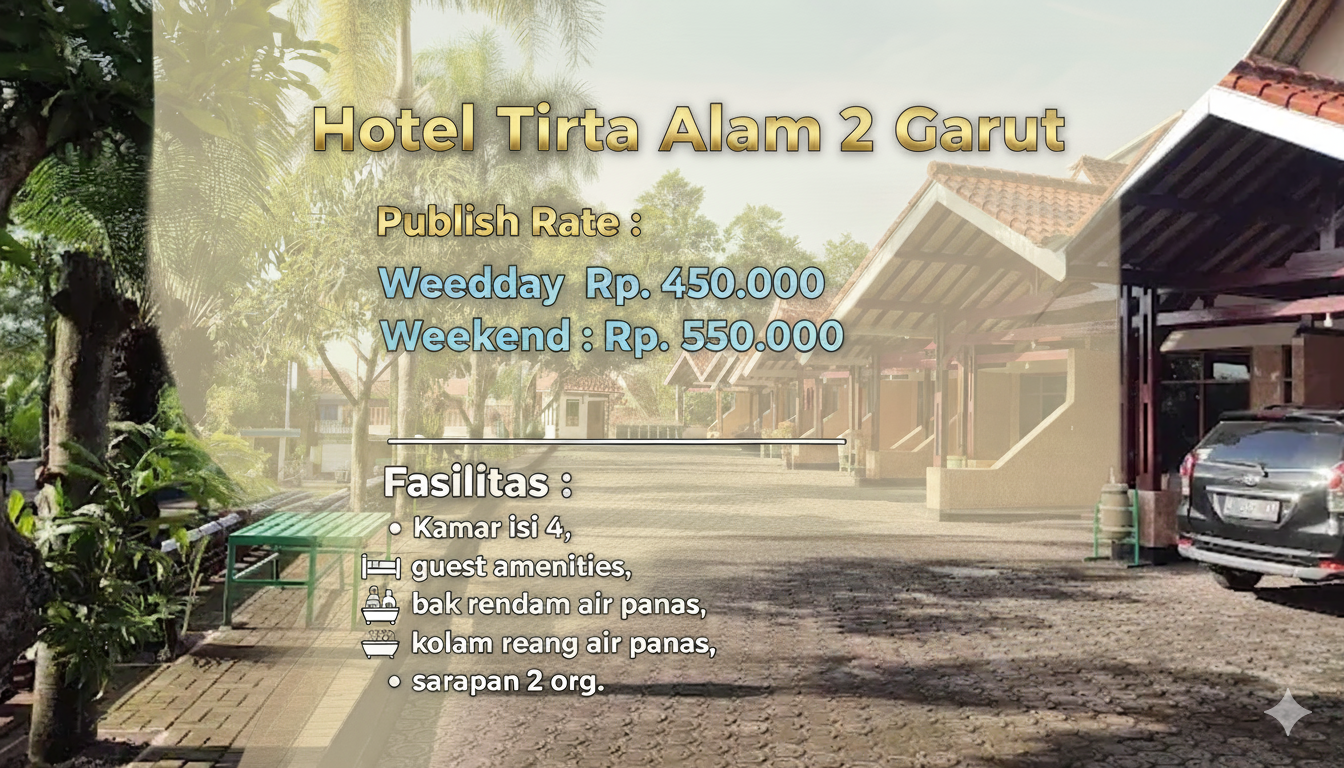 Hotel Tirta Alam 2 Garut
Publish Rate :
Weedday Rp. 450.000
Weekend : Rp. 550.000
Fasilitas :
• Kamar isi 4,
guest amenities,
bak rendam air panas,
kolam reang air panas,
• sarapan 2 org.